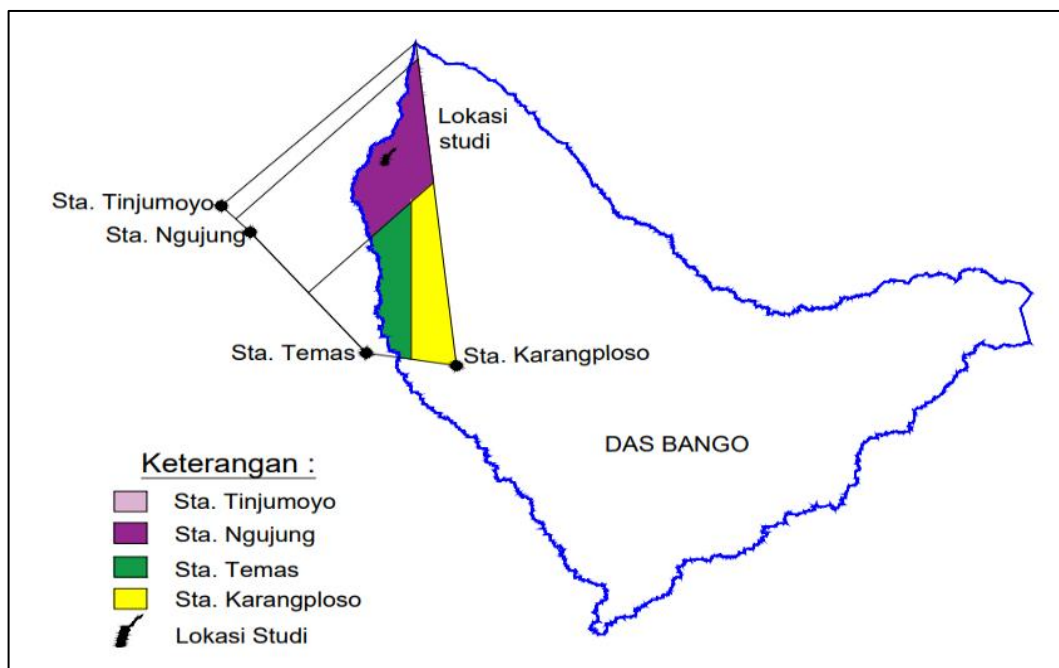 Lokasi
studi
Sta. Tinjumoyo
Sta. Ngujung
Sta. Temas
Sta. Karangploso
DAS BANGO
Keterangan :
Sta. Tinjumoyo
Sta. Ngujung
Sta. Temas
Sta. Karangploso
Lokasi Studi